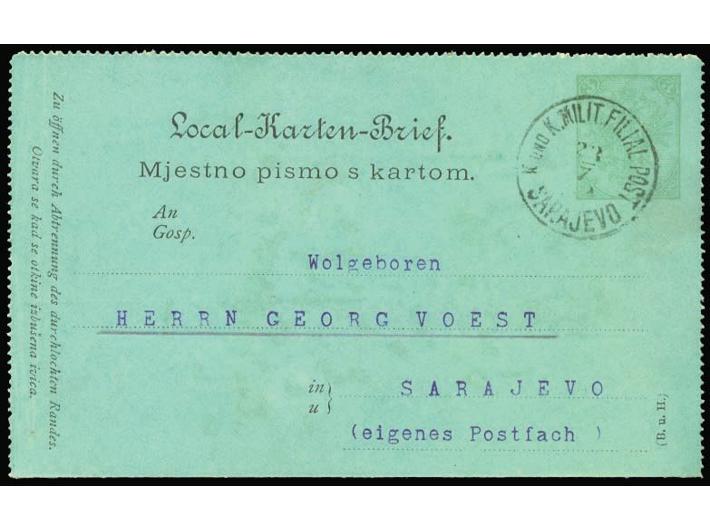 Local-Karten-Brief.
Mjestno pismo s kartom.
An
Gosp.
Wolgeboren
HERRN GEORG VOEST
in
u
SARAJEVO
(eigenes Postfach )
(B. u. H.)
K. UND K. MILIT. FILIAL-POST
SARAJEVO
Zu öffnen durch Abtrennung des durchlochten Randes.
Otvara se kad se otkine izbušena ivica.